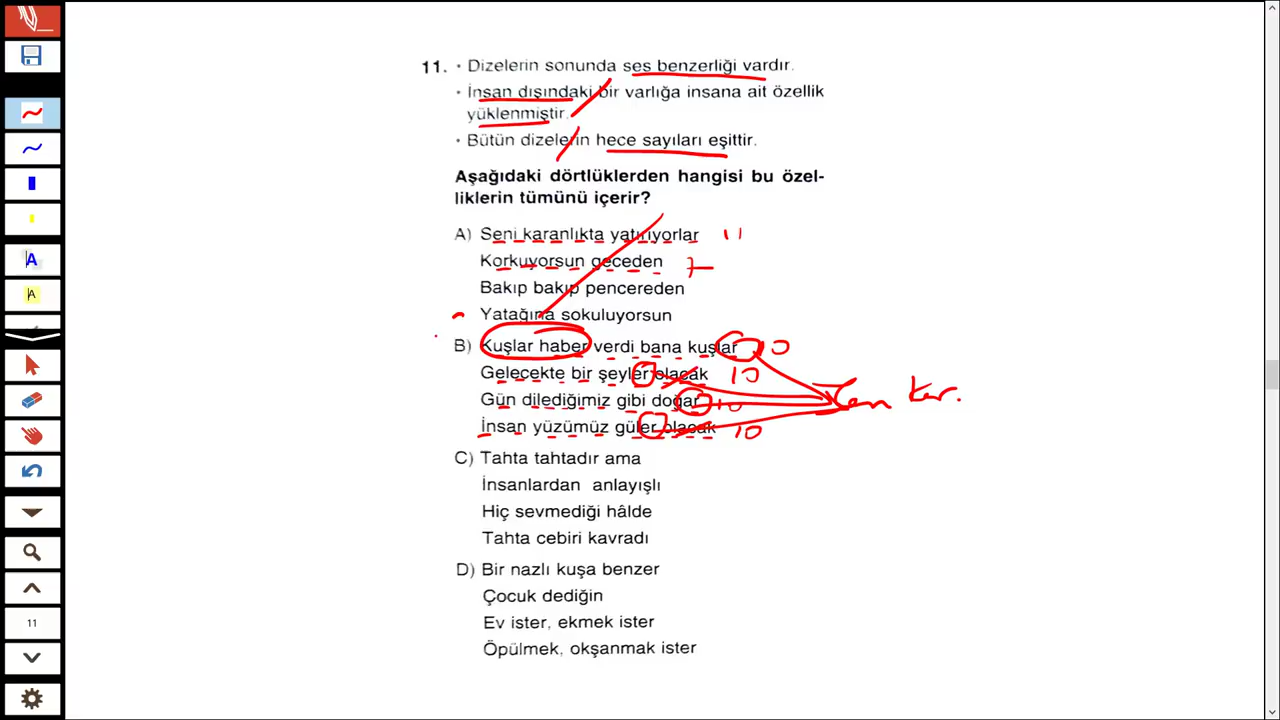 11. • Dizelerin sonunda ses benzerliği vardır.
• İnsan dışındaki bir varlığa insana ait özellik
yüklenmiştir.
• Bütün dizelerin hece sayıları eşittir.
Aşağıdaki dörtlüklerden hangisi bu özel-
liklerin tümünü içerir?
A) Seni karanlıkta yatırıyorlar 11
Korkuyorsun geceden 7
Bakıp bakıp pencereden
Yatağına sokuluyorsun
B) Kuşlar haber verdi bana kuşlar 10
Gelecekte bir şeyler olacak 10
Gün dilediğimiz gibi doğar 10
İnsan yüzümüz güler olacak 10
C) Tahta tahtadır ama
İnsanlardan anlayışlı
Hiç sevmediği hâlde
Tahta cebiri kavradı
D) Bir nazlı kuşa benzer
Çocuk dediğin
Ev ister, ekmek ister
Öpülmek, okşanmak ister
A
A
11